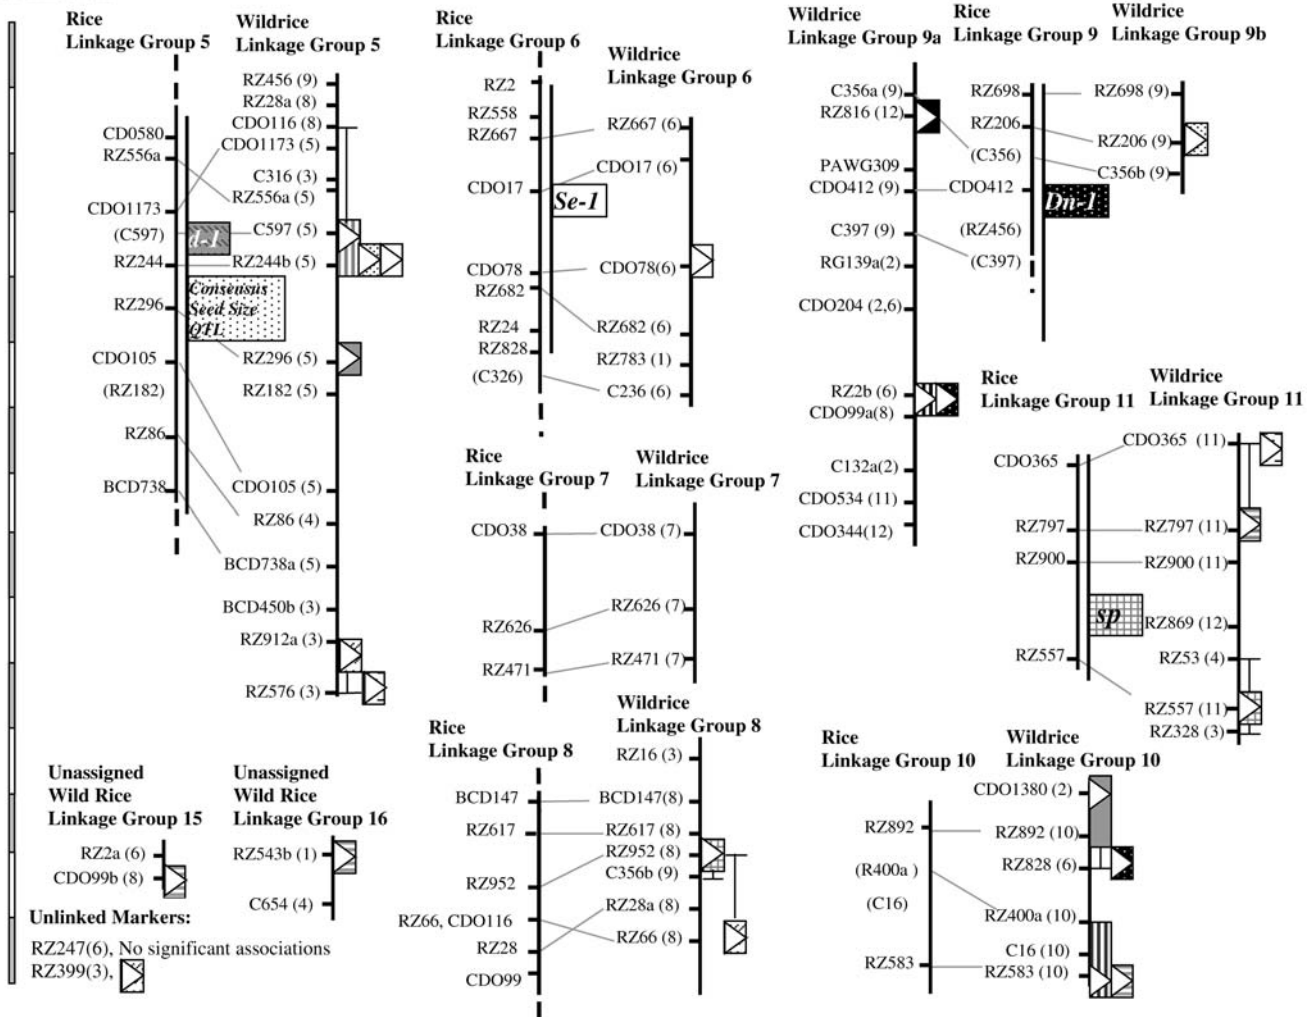 Rice
Linkage Group 5
CD0580
RZ556a
CDO1173
(C597)
RZ244
RZ296
CDO105
(RZ182)
RZ86
BCD738
d-1
Consensus
Seed Size
QTL
Wildrice
Linkage Group 5
RZ456 (9)
RZ28a (8)
CDO116 (8)
CDO1173 (5)
C316 (3)
RZ556a (5)
C597 (5)
RZ244b (5)
RZ296 (5)
RZ182 (5)
CDO105 (5)
RZ86 (4)
BCD738a (5)
BCD450b (3)
RZ912a (3)
RZ576 (3)
Rice
Linkage Group 6
RZ2
RZ558
RZ667
CDO17
CDO78
RZ682
RZ24
RZ828
(C326)
Se-1
Wildrice
Linkage Group 6
RZ667 (6)
CDO17 (6)
CDO78(6)
RZ682 (6)
RZ783 (1)
C236 (6)
Wildrice
Linkage Group 9a
C356a (9)
RZ816 (12)
PAWG309
CDO412 (9)
C397 (9)
RG139a(2)
CDO204 (2,6)
RZ2b (6)
CDO99a(8)
C132a(2)
CDO534 (11)
CDO344(12)
Rice
Linkage Group 9
RZ698
RZ206
(C356)
CDO412
(RZ456)
(C397)
Dn-1
Wildrice
Linkage Group 9b
RZ698 (9)
RZ206 (9)
C356b (9)
Rice
Linkage Group 7
CDO38
RZ626
RZ471
Wildrice
Linkage Group 7
CDO38 (7)
RZ626 (7)
RZ471 (7)
Rice
Linkage Group 11
CDO365
RZ797
RZ900
RZ557
sp
Wildrice
Linkage Group 11
CDO365 (11)
RZ797 (11)
RZ900 (11)
RZ869 (12)
RZ53 (4)
RZ557 (11)
RZ328 (3)
Rice
Linkage Group 8
BCD147
RZ617
RZ952
RZ66, CDO116
RZ28
CDO99
Wildrice
Linkage Group 8
RZ16 (3)
BCD147(8)
RZ617 (8)
RZ952 (8)
C356b (9)
RZ28a (8)
RZ66 (8)
Rice
Linkage Group 10
RZ892
(R400a )
(C16)
RZ583
Wildrice
Linkage Group 10
CDO1380 (2)
RZ892 (10)
RZ828 (6)
RZ400a (10)
C16 (10)
RZ583 (10)
Unassigned
Wild Rice
Linkage Group 15
RZ2a (6)
CDO99b (8)
Unassigned
Wild Rice
Linkage Group 16
RZ543b (1)
C654 (4)
Unlinked Markers:
RZ247(6), No significant associations
RZ399(3),